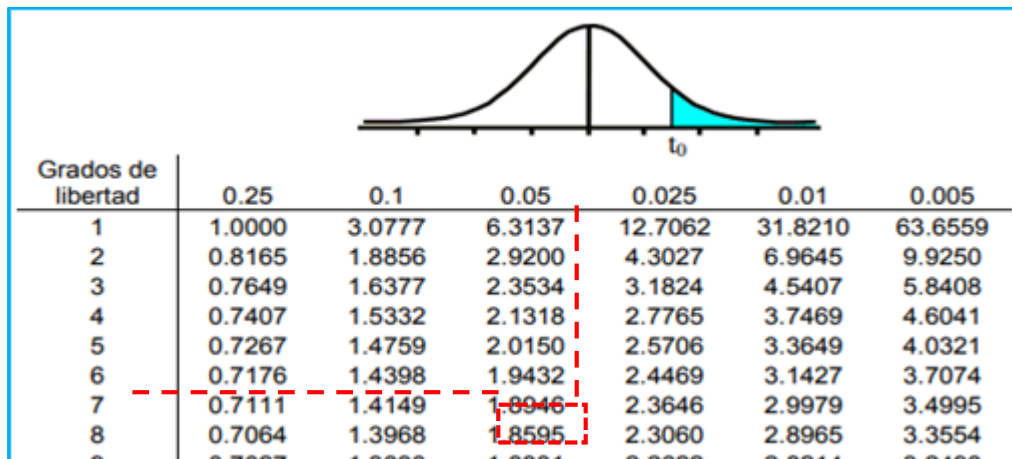 t₀
Grados de
libertad 0.25 0.1 0.05 0.025 0.01 0.005
1 1.0000 3.0777 6.3137 12.7062 31.8210 63.6559
2 0.8165 1.8856 2.9200 4.3027 6.9645 9.9250
3 0.7649 1.6377 2.3534 3.1824 4.5407 5.8408
4 0.7407 1.5332 2.1318 2.7765 3.7469 4.6041
5 0.7267 1.4759 2.0150 2.5706 3.3649 4.0321
6 0.7176 1.4398 1.9432 2.4469 3.1427 3.7074
7 0.7111 1.4149 1.8946 2.3646 2.9979 3.4995
8 0.7064 1.3968 1.8595 2.3060 2.8965 3.3554